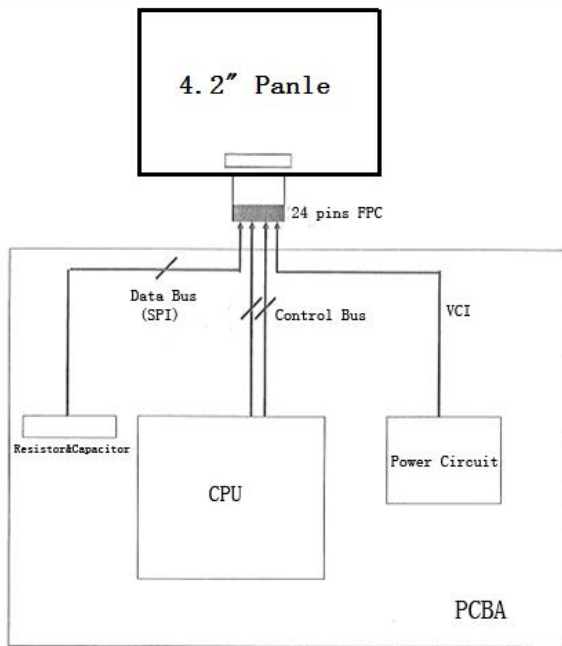 4.2″ Panle
24 pins FPC
Data Bus
(SPI)
Control Bus
VCI
Resistor&Capacitor
CPU
Power Circuit
PCBA